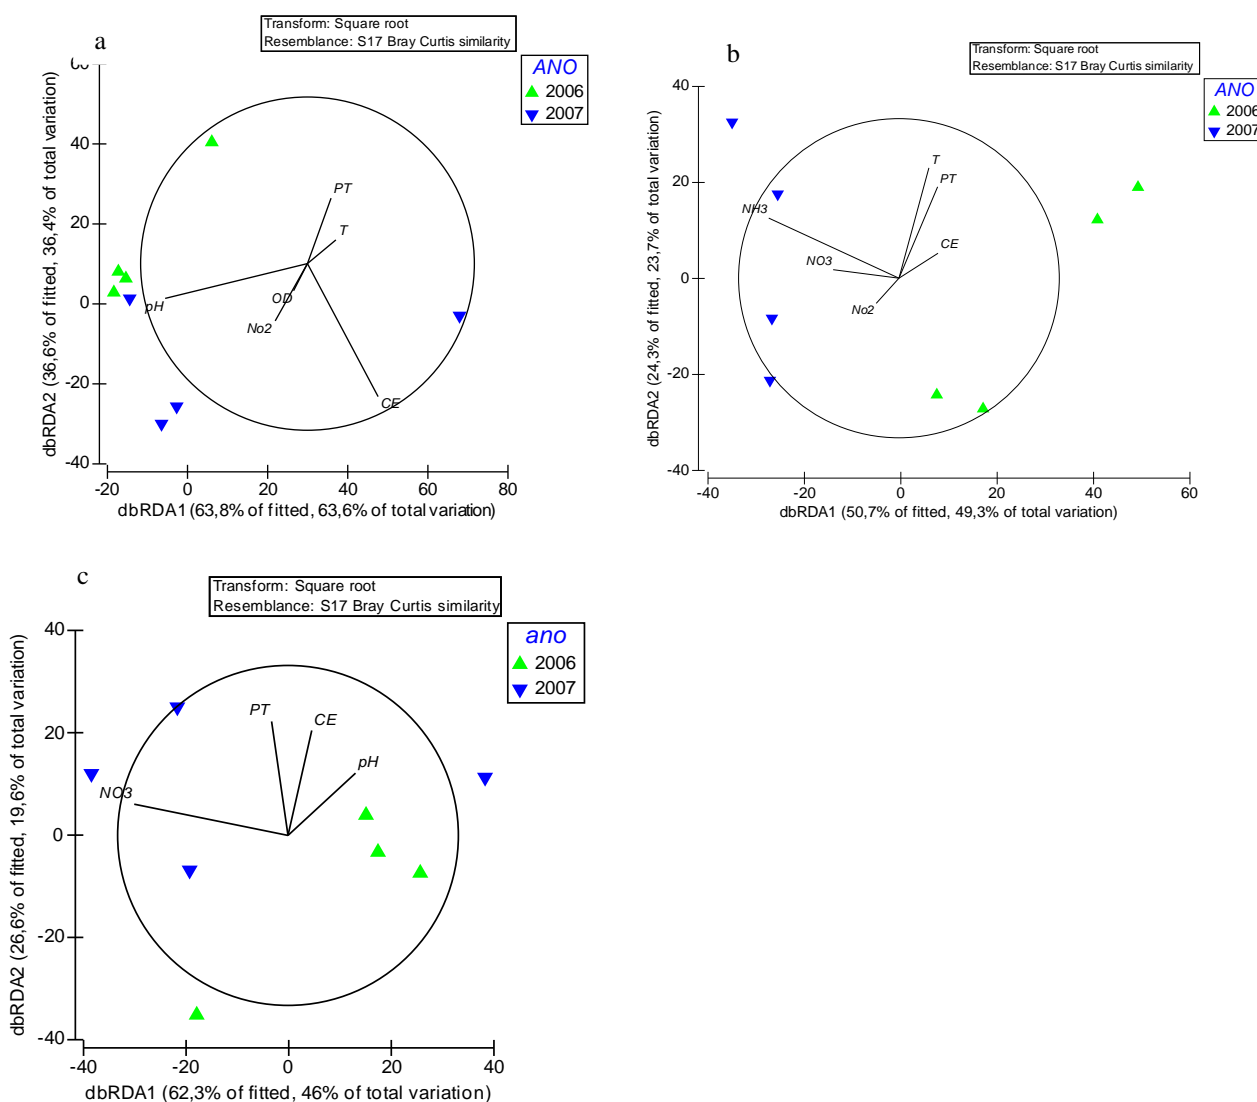 a
Transform: Square root
Resemblance: S17 Bray Curtis similarity
ANO
2006
2007
40
20
0
-20
-40
dbRDA2 (36,6% of fitted, 36,4% of total variation)
PT
T
pH
OD
No2
CE
-20
0
20
40
60
80
dbRDA1 (63,8% of fitted, 63,6% of total variation)
b
Transform: Square root
Resemblance: S17 Bray Curtis similarity
ANO
2006
2007
40
20
0
-20
-40
dbRDA2 (24,3% of fitted, 23,7% of total variation)
T
PT
NH3
CE
NO3
No2
-40
-20
0
20
40
60
dbRDA1 (50,7% of fitted, 49,3% of total variation)
c
Transform: Square root
Resemblance: S17 Bray Curtis similarity
ano
2006
2007
40
20
0
-20
-40
dbRDA2 (26,6% of fitted, 19,6% of total variation)
PT
CE
pH
NO3
-40
-20
0
20
40
dbRDA1 (62,3% of fitted, 46% of total variation)